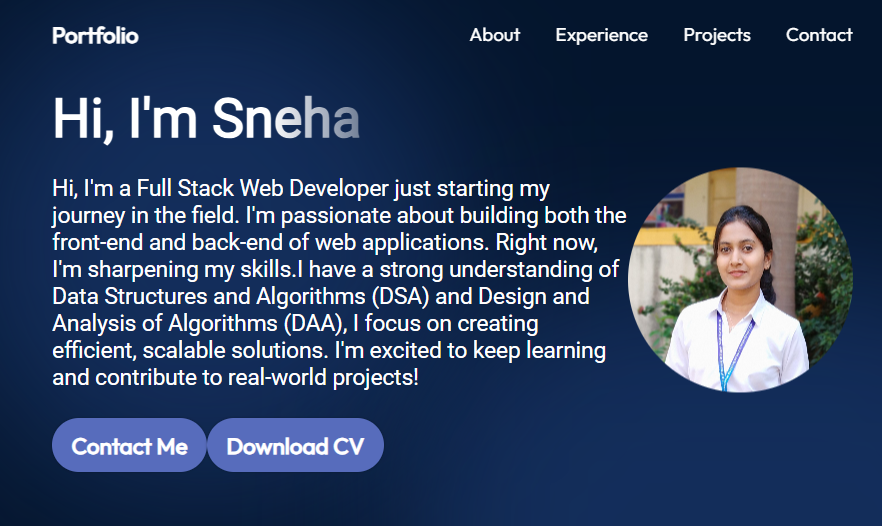 Portfolio
About Experience Projects Contact
Hi, I'm Sneha
Hi, I'm a Full Stack Web Developer just starting my
journey in the field. I'm passionate about building both the
front-end and back-end of web applications. Right now,
I'm sharpening my skills.I have a strong understanding of
Data Structures and Algorithms (DSA) and Design and
Analysis of Algorithms (DAA), I focus on creating
efficient, scalable solutions. I'm excited to keep learning
and contribute to real-world projects!
Contact Me
Download CV